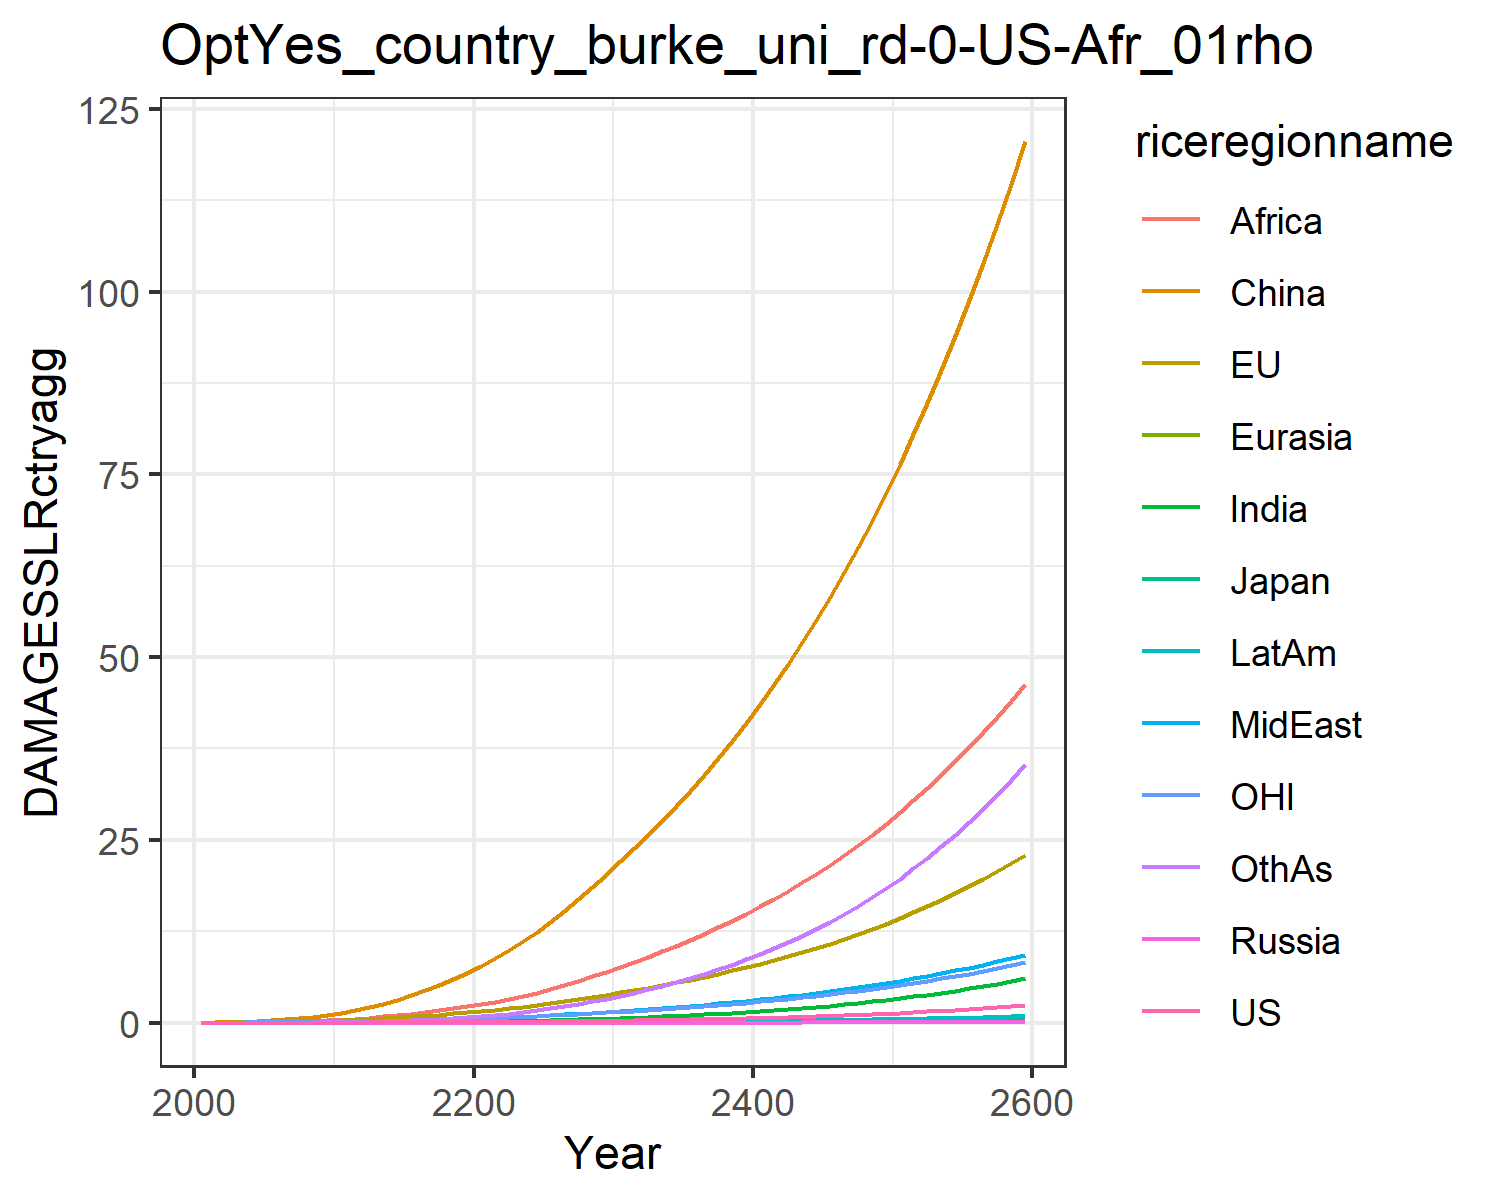 OptYes_country_burke_uni_rd-0-US-Afr_01rho
DAMAGESSLRctryagg
125
100
75
50
25
0
2000 2200 2400 2600
Year
riceregionname
Africa
China
EU
Eurasia
India
Japan
LatAm
MidEast
OHI
OthAs
Russia
US